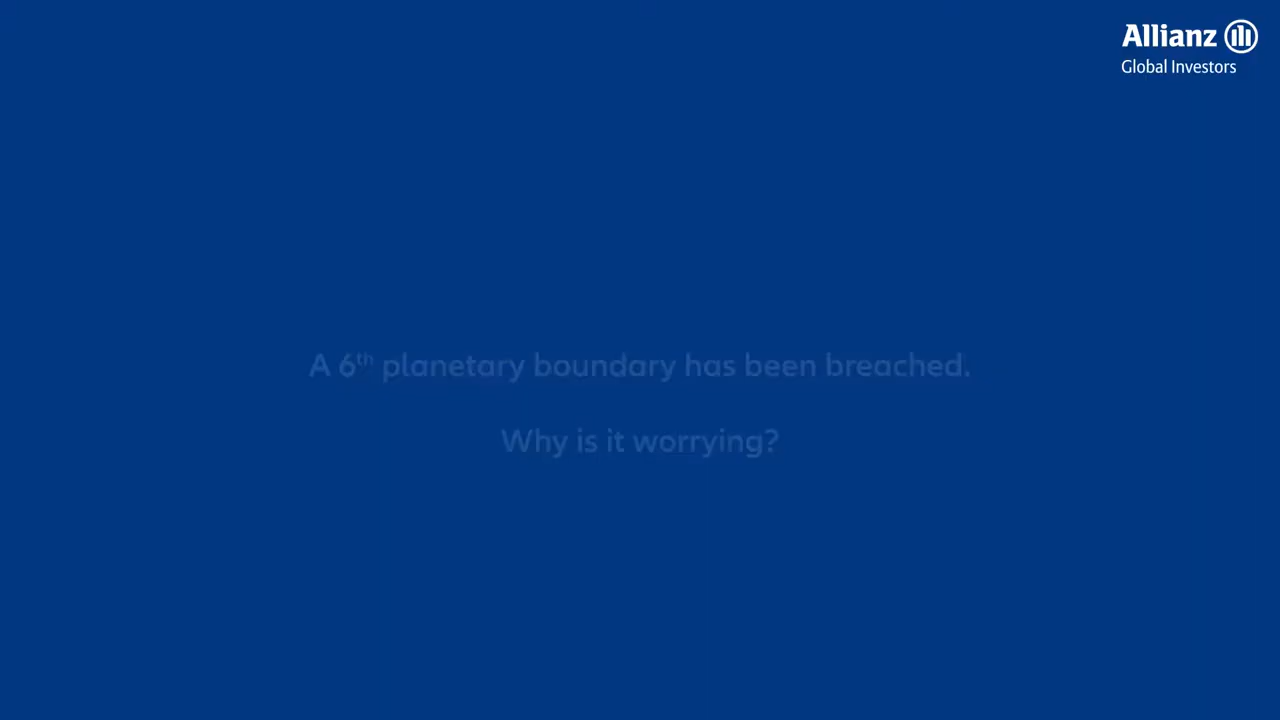 Allianz
Global Investors
A 6th planetary boundary has been breached.
Why is it worrying?